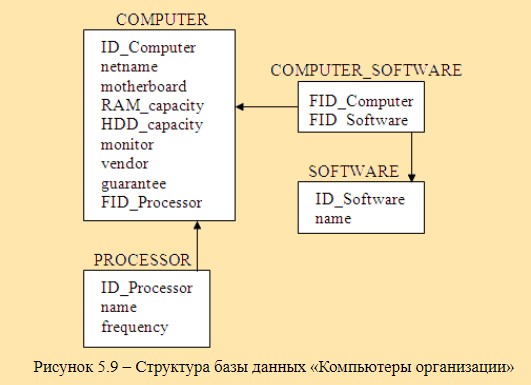 COMPUTER
ID_Computer
netname
motherboard
RAM_capacity
HDD_capacity
monitor
vendor
guarantee
FID_Processor
COMPUTER_SOFTWARE
FID_Computer
FID_Software
SOFTWARE
ID_Software
name
PROCESSOR
ID_Processor
name
frequency
Рисунок 5.9 – Структура базы данных «Компьютеры организации»